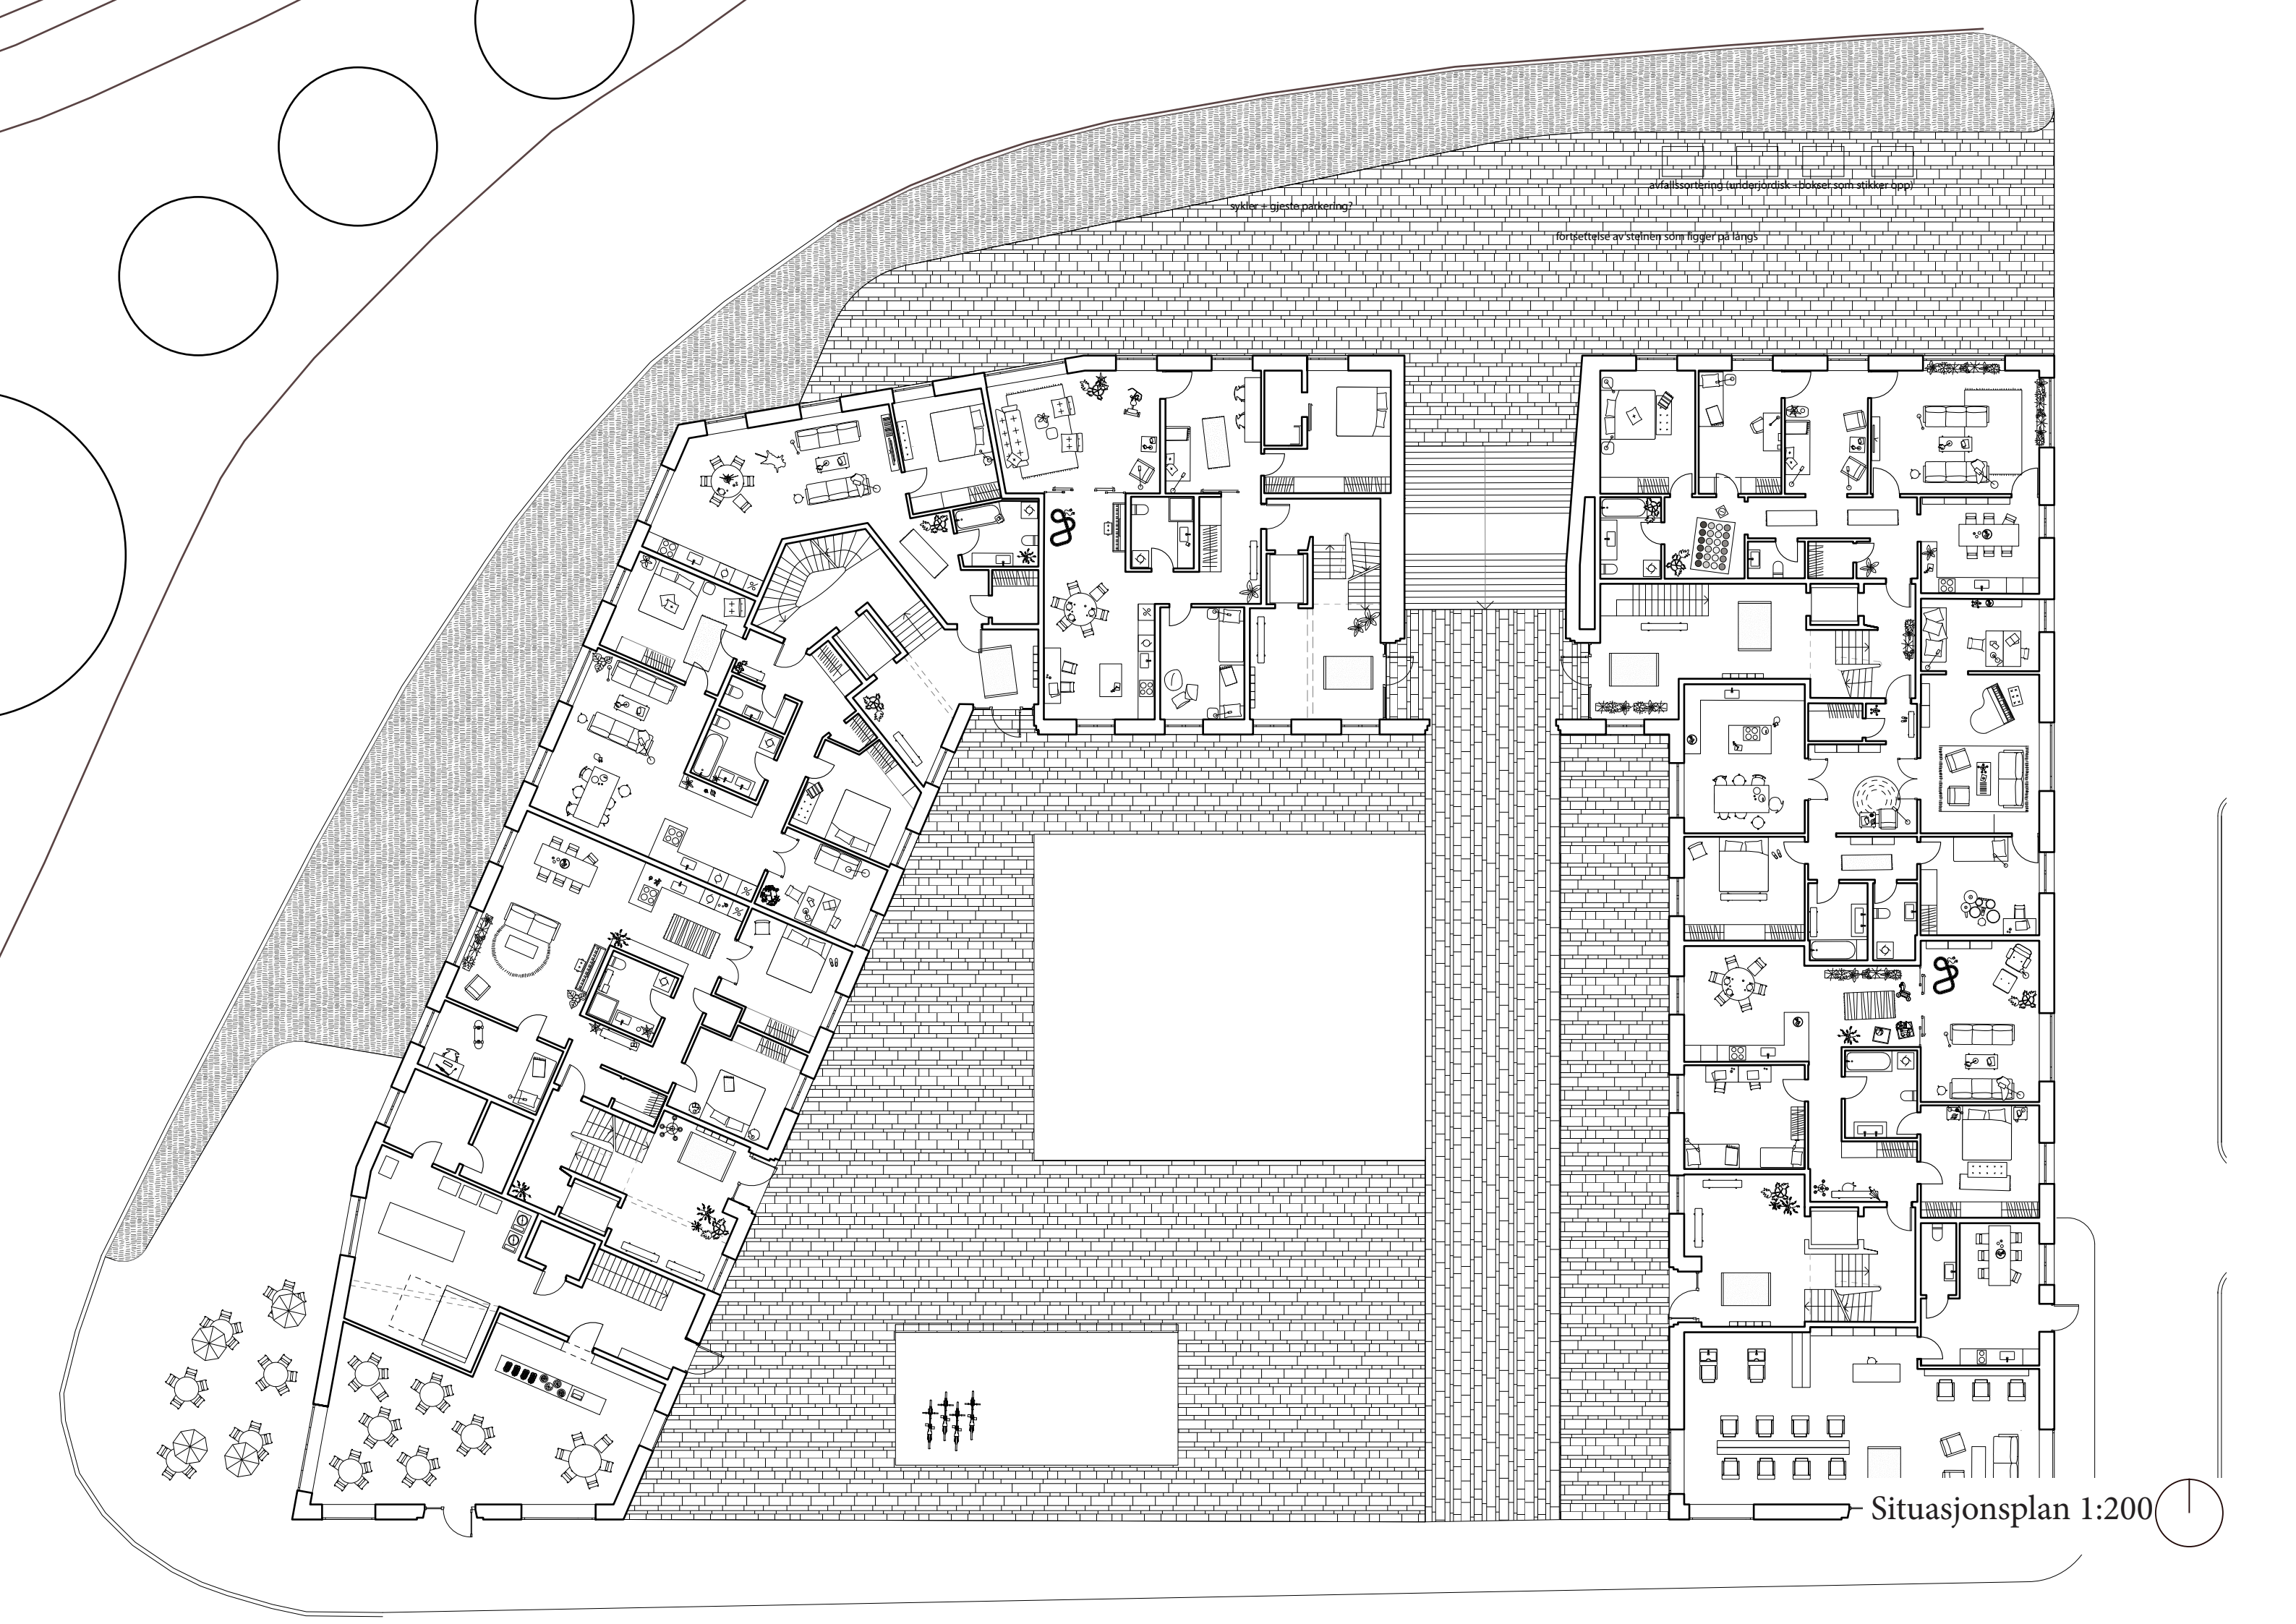 avfallssortering (underjordisk - bokser som stikker opp)
sykler + gjeste parkering?
fortsettelse av steinen som ligger på langs
Situasjonsplan 1:200